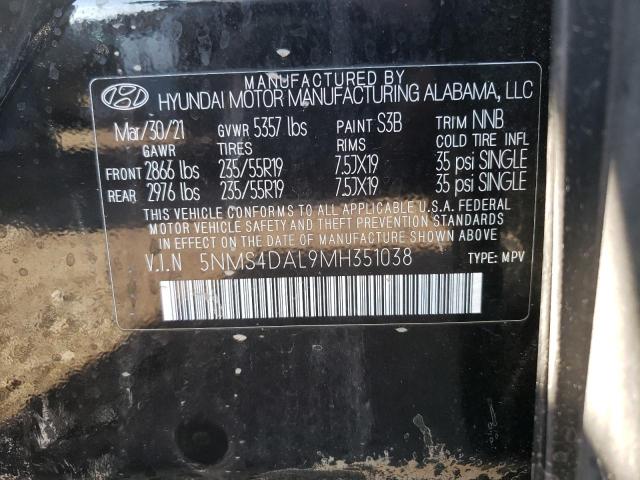 MANUFACTURED BY
HYUNDAI MOTOR MANUFACTURING ALABAMA, LLC
Mar/30/21 GVWR 5357 lbs PAINT S3B TRIM NNB
GAWR TIRES RIMS COLD TIRE INFL
FRONT 2866 lbs 235/55R19 7.5JX19 35 psi SINGLE
REAR 2976 lbs 235/55R19 7.5JX19 35 psi SINGLE
THIS VEHICLE CONFORMS TO ALL APPLICABLE U.S.A. FEDERAL
MOTOR VEHICLE SAFETY AND THEFT PREVENTION STANDARDS
IN EFFECT ON THE DATE OF MANUFACTURE SHOWN ABOVE.
V.I.N 5NMS4DAL9MH351038 TYPE: MPV